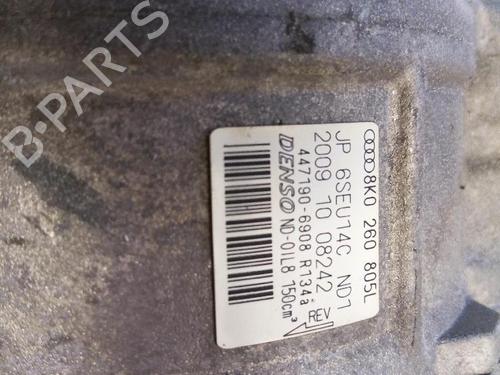 8K0 260 805L
JP 6SEU14C ND1
2009 10 08242
447190-6908 R134a
DENSO ND-OIL8 150cm³
REV
B-PARTS